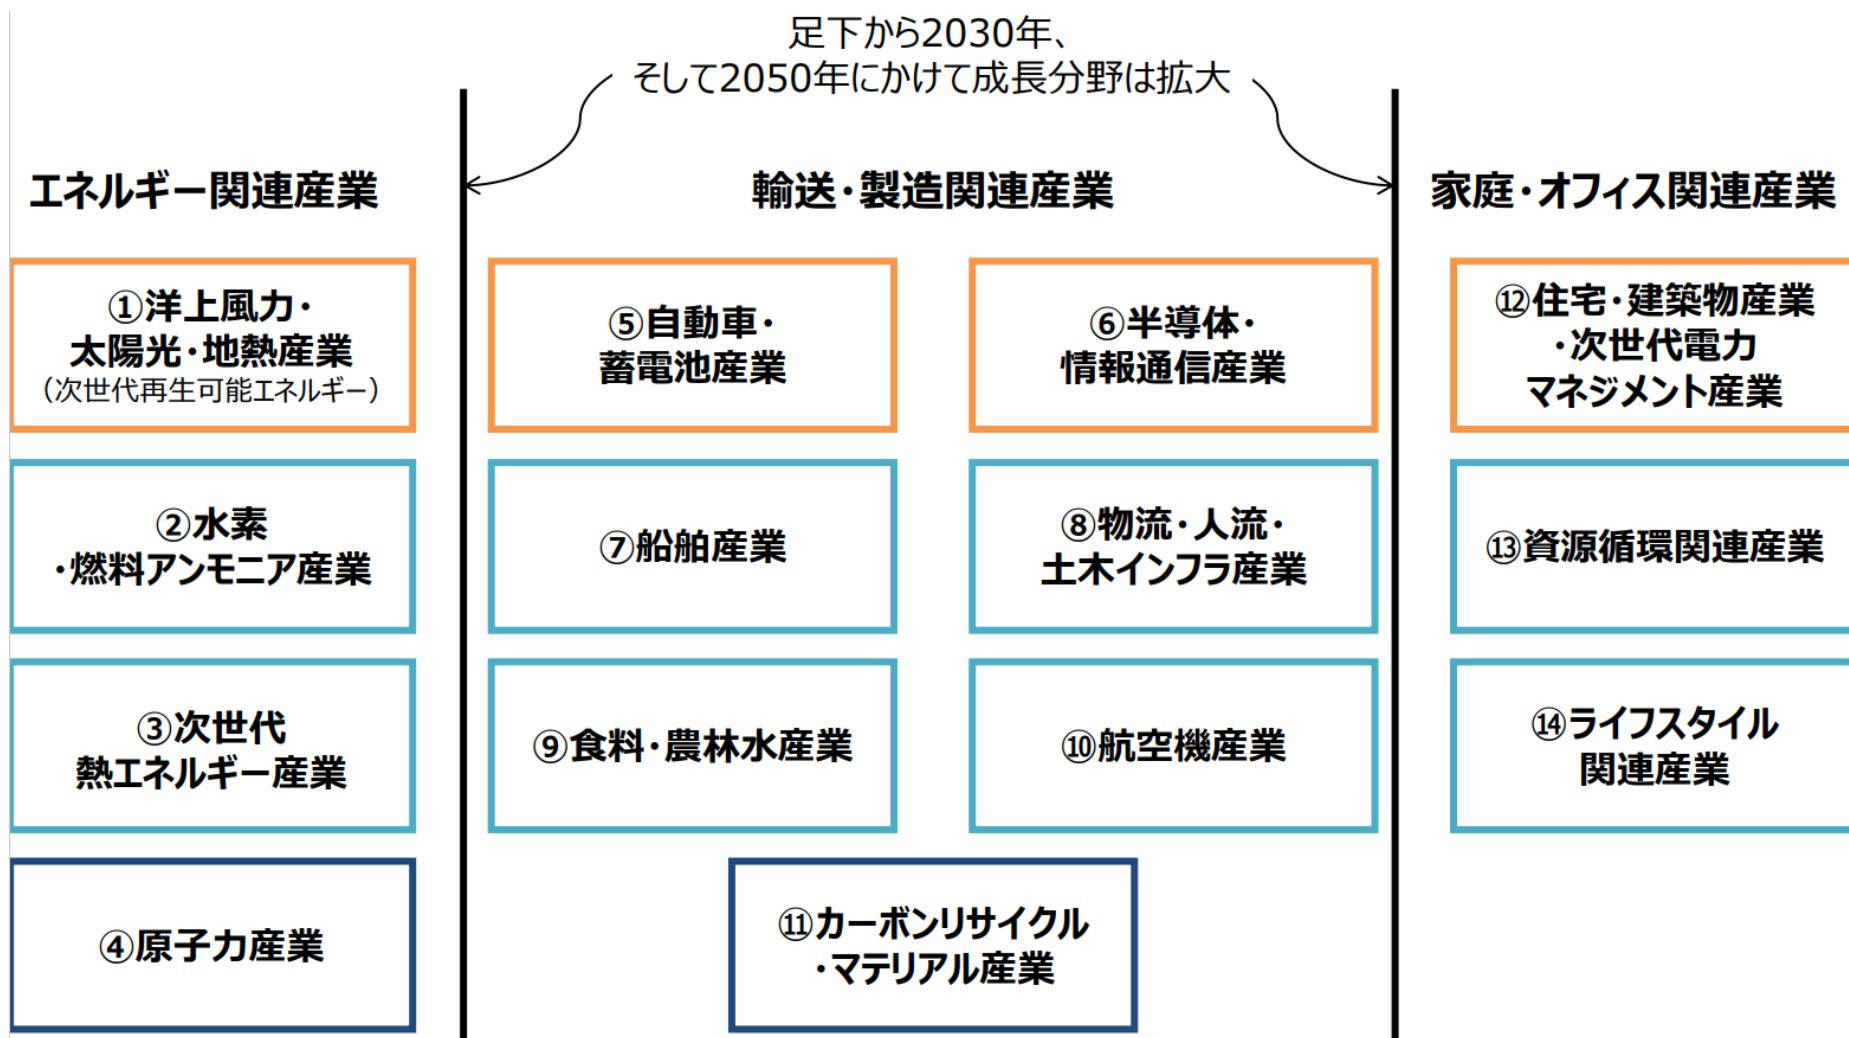 足下から2030年、
そして2050年にかけて成長分野は拡大
エネルギー関連産業
輸送・製造関連産業
家庭・オフィス関連産業
①洋上風力・
太陽光・地熱産業
（次世代再生可能エネルギー）
⑤自動車・
蓄電池産業
⑥半導体・
情報通信産業
⑫住宅・建築物産業
・次世代電力
マネジメント産業
②水素
・燃料アンモニア産業
⑦船舶産業
⑧物流・人流・
土木インフラ産業
⑬資源循環関連産業
③次世代
熱エネルギー産業
⑨食料・農林水産業
⑩航空機産業
⑭ライフスタイル
関連産業
④原子力産業
⑪カーボンリサイクル
・マテリアル産業